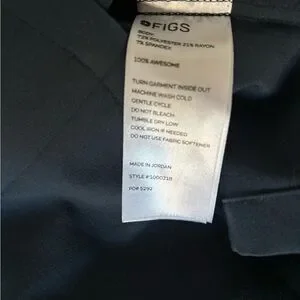 FIGS
BODY:
72% POLYESTER 21% RAYON
7% SPANDEX
100% AWESOME
TURN GARMENT INSIDE OUT
MACHINE WASH COLD
GENTLE CYCLE
DO NOT BLEACH
TUMBLE DRY LOW
COOL IRON IF NEEDED
DO NOT USE FABRIC SOFTENER
MADE IN JORDAN
STYLE #
PO# 5292